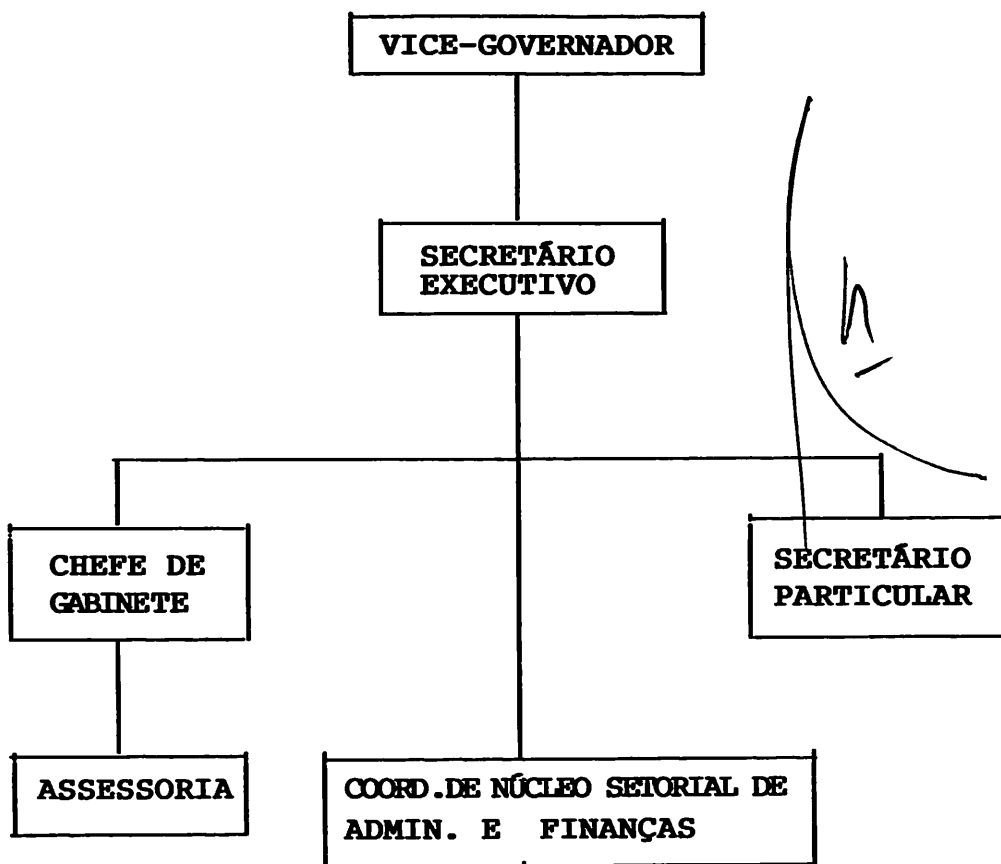 VICE-GOVERNADOR
SECRETÁRIO
EXECUTIVO
CHEFE DE
GABINETE
SECRETÁRIO
PARTICULAR
ASSESSORIA
COORD.DE NÚCLEO SETORIAL DE
ADMIN. E FINANÇAS